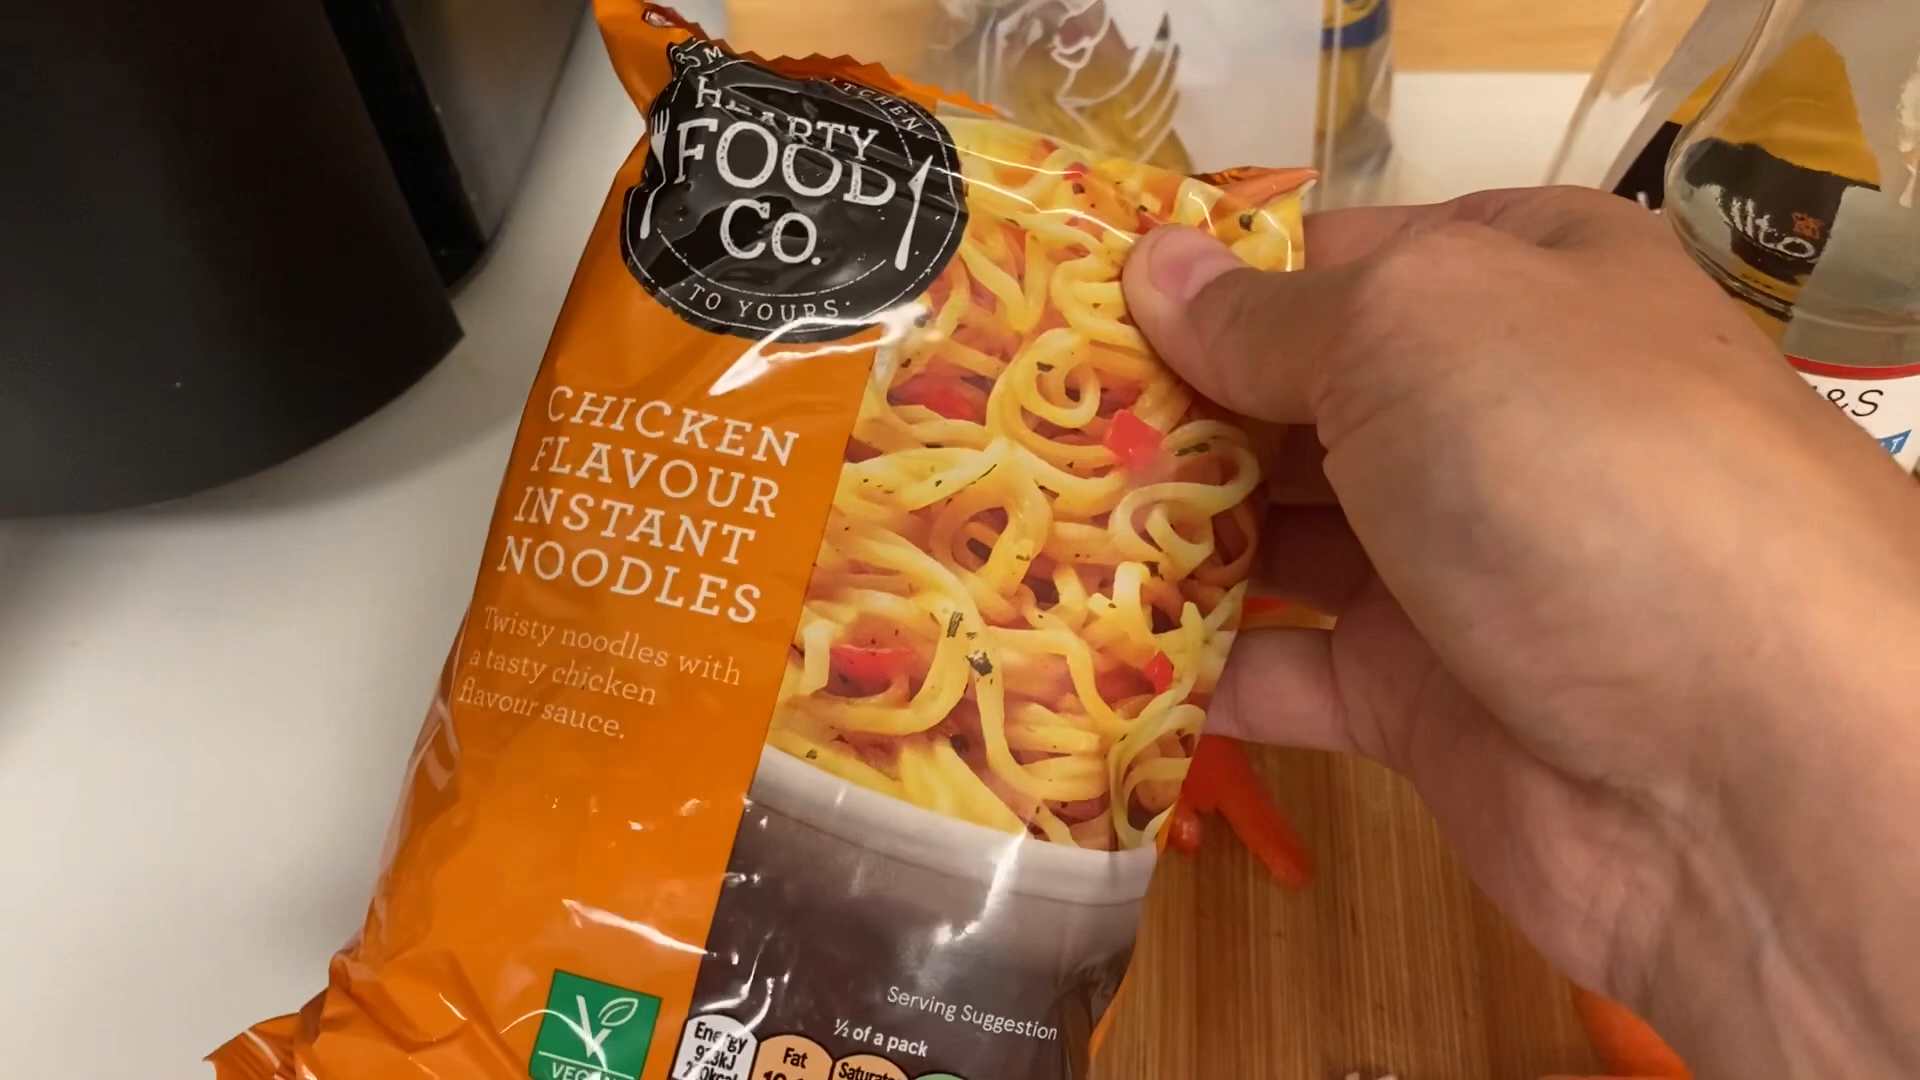 HEARTY
FOOD
CO.
· TO YOURS ·
CHICKEN
FLAVOUR
INSTANT
NOODLES
Twisty noodles with
a tasty chicken
flavour sauce.
Serving Suggestion
½ of a pack
Energy
Fat
&S